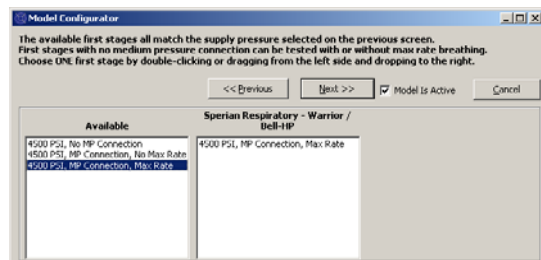 Model Configurator
The available first stages all match the supply pressure selected on the previous screen.
First stages with no medium pressure connection can be tested with or without max rate breathing.
Choose ONE first stage by double-clicking or dragging from the left side and dropping to the right.
<< Previous
Next >>
Model Is Active
Cancel
Available
Sperian Respiratory - Warrior /
Bell-HP
4500 PSI, No MP Connection
4500 PSI, MP Connection, No Max Rate
4500 PSI, MP Connection, Max Rate
4500 PSI, MP Connection, Max Rate